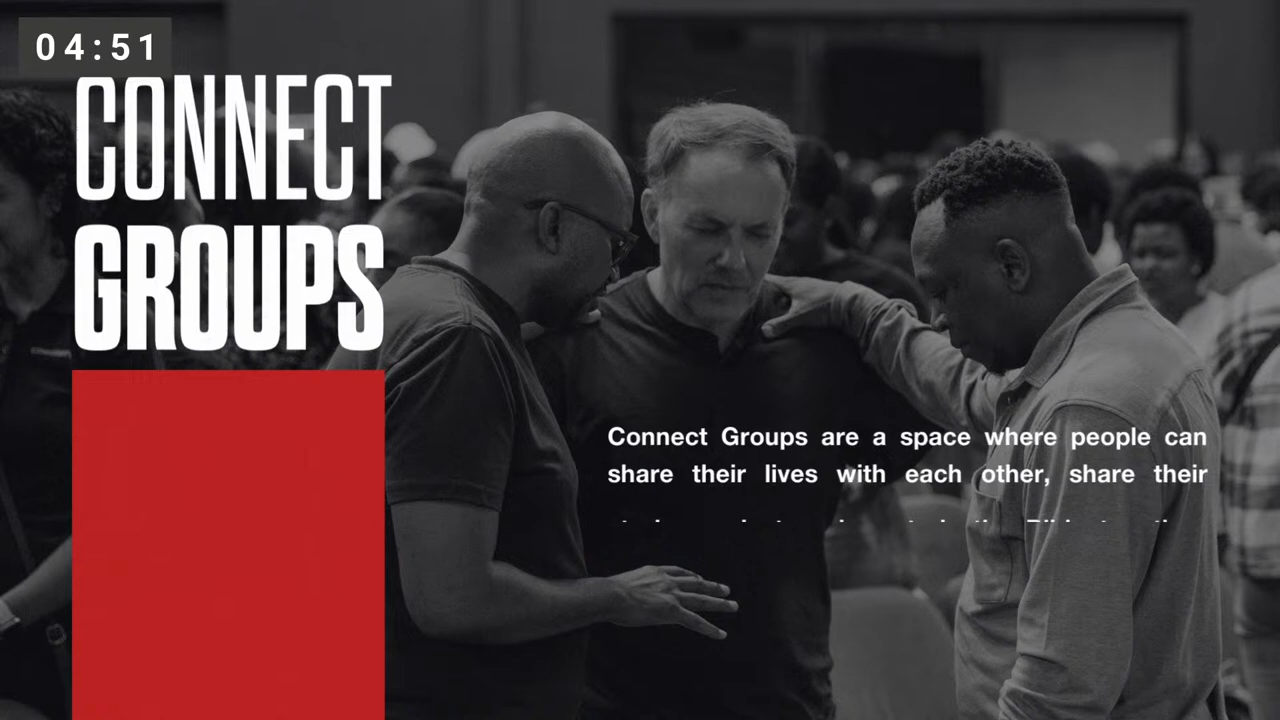 04:51
CONNECT
GROUPS
Connect Groups are a space where people can
share their lives with each other, share their